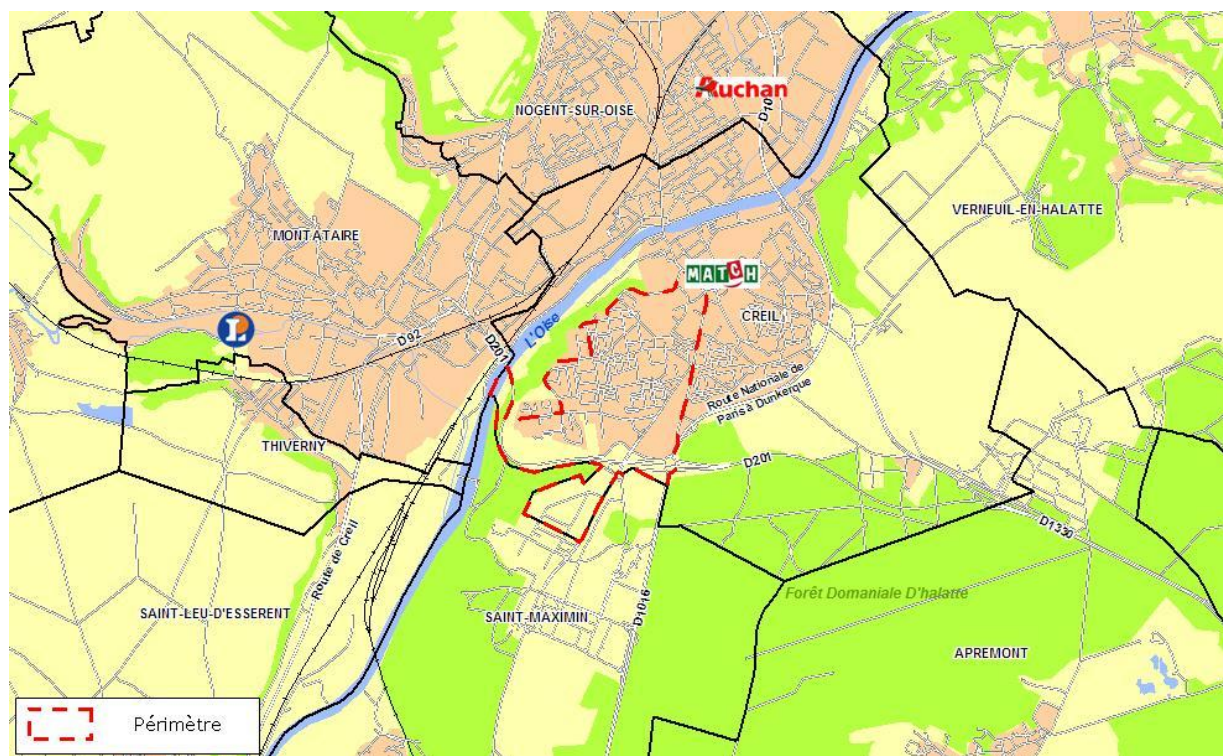 Auchan
D10
NOGENT-SUR-OISE
VERNEUIL-EN-HALATTE
MONTATAIRE
MATCH
CREIL
L
D92
D201
L'Oise
Route Nationale de
Paris à Dunkerque
THIVERNY
D201
D1330
Route de Creil
Forêt Domaniale D'halatte
SAINT-LEU-D'ESSERENT
SAINT-MAXIMIN
D1016
APREMONT
Périmètre